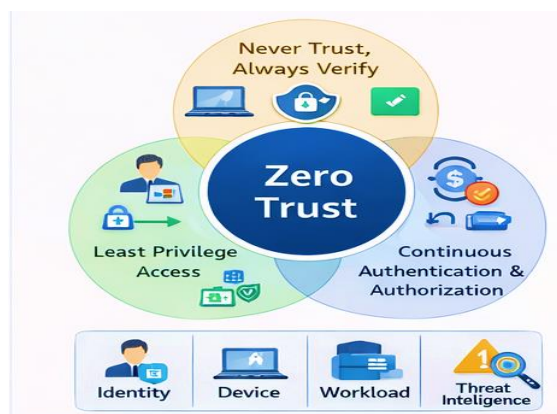 Never Trust,
Always Verify
Zero
Trust
Least Privilege
Access
Continuous
Authentication &
Authorization
Identity
Device
Workload
Threat
Inteligence